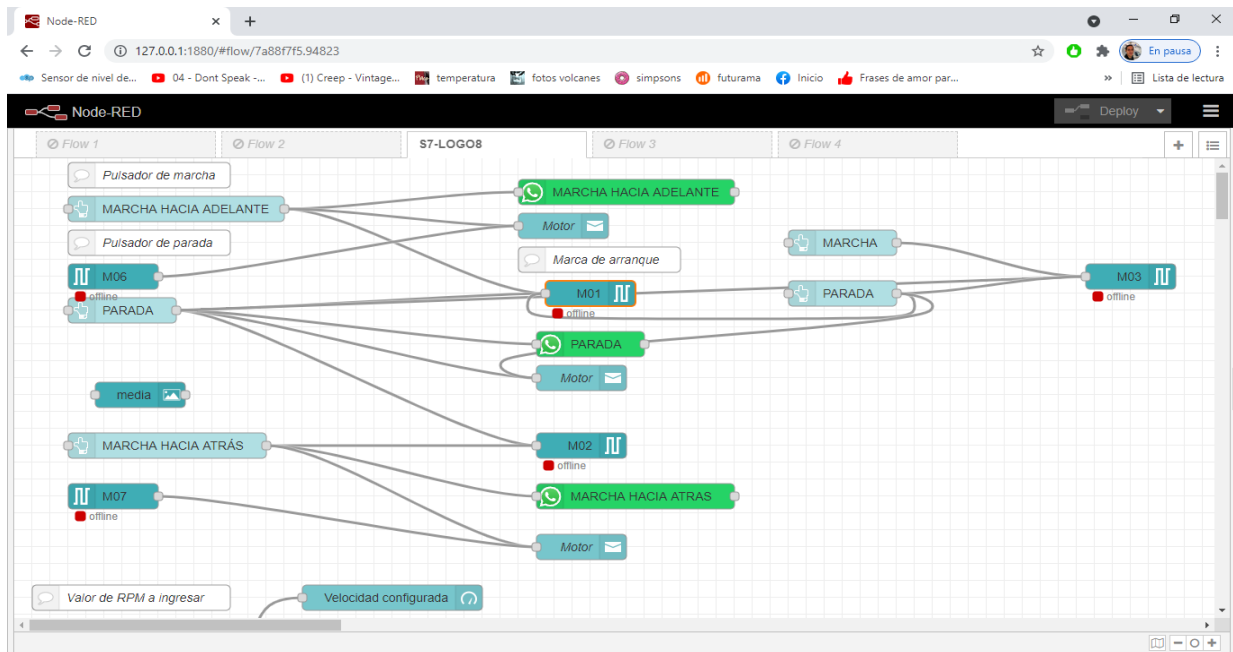 Node-RED
127.0.0.1:1880/#flow/7a88f7f5.94823
En pausa
Sensor de nivel de...
04 - Dont Speak -...
(1) Creep - Vintage...
temperatura
fotos volcanes
simpsons
futurama
Inicio
Frases de amor par...
»
Lista de lectura
Node-RED
Deploy
Flow 1
Flow 2
S7-LOGO8
Flow 3
Flow 4
Pulsador de marcha
MARCHA HACIA ADELANTE
MARCHA HACIA ADELANTE
Motor
Pulsador de parada
MARCHA
Marca de arranque
M06
offline
M03
offline
M01
offline
PARADA
PARADA
PARADA
Motor
media
MARCHA HACIA ATRÁS
M02
offline
M07
offline
MARCHA HACIA ATRAS
Motor
Valor de RPM a ingresar
Velocidad configurada